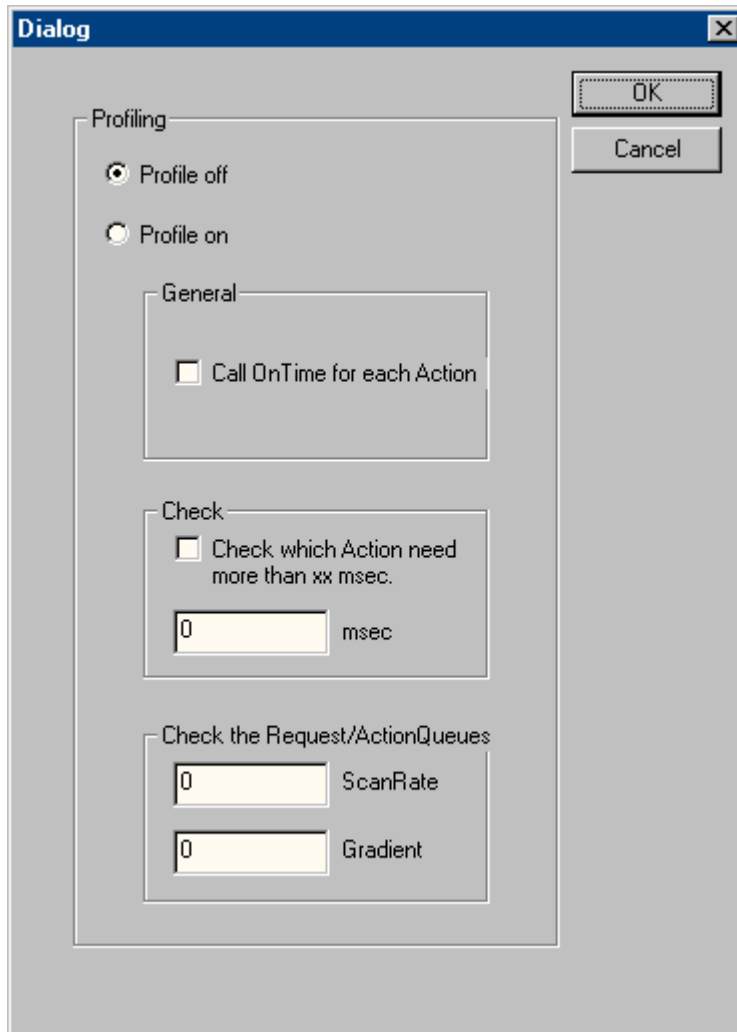 Dialog
OK
Cancel
Profiling
Profile off
Profile on
General
Call OnTime for each Action
Check
Check which Action need
more than xx msec.
0 msec
Check the Request/ActionQueues
0 ScanRate
0 Gradient